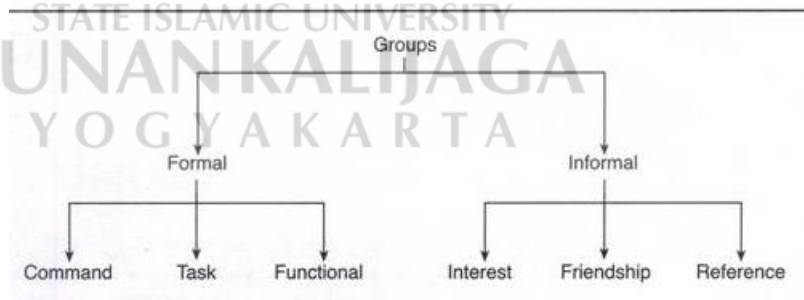 STATE ISLAMIC UNIVERSITY
UNAN KALIJAGA
YOGYAKARTA
Groups
Formal
Informal
Command
Task
Functional
Interest
Friendship
Reference